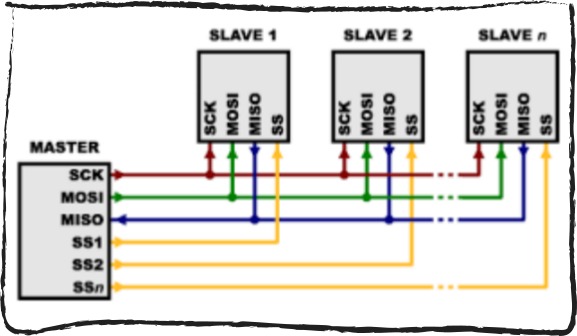 SLAVE 1 SLAVE 2 SLAVE n
SCK MOSI MISO SS SCK MOSI MISO SS SCK MOSI MISO SS
MASTER
SCK
MOSI
MISO
SS1
SS2
SSn